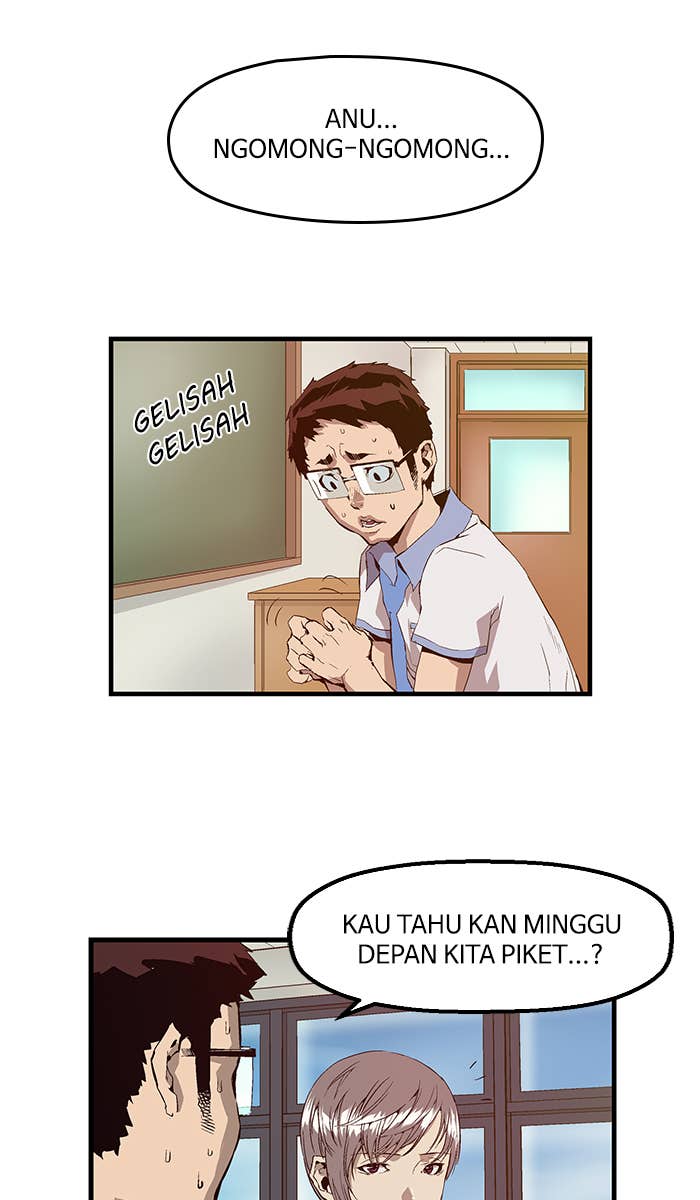 ANU...
NGOMONG-NGOMONG...
GELISAH
GELISAH
KAU TAHU KAN MINGGU
DEPAN KITA PIKET...?